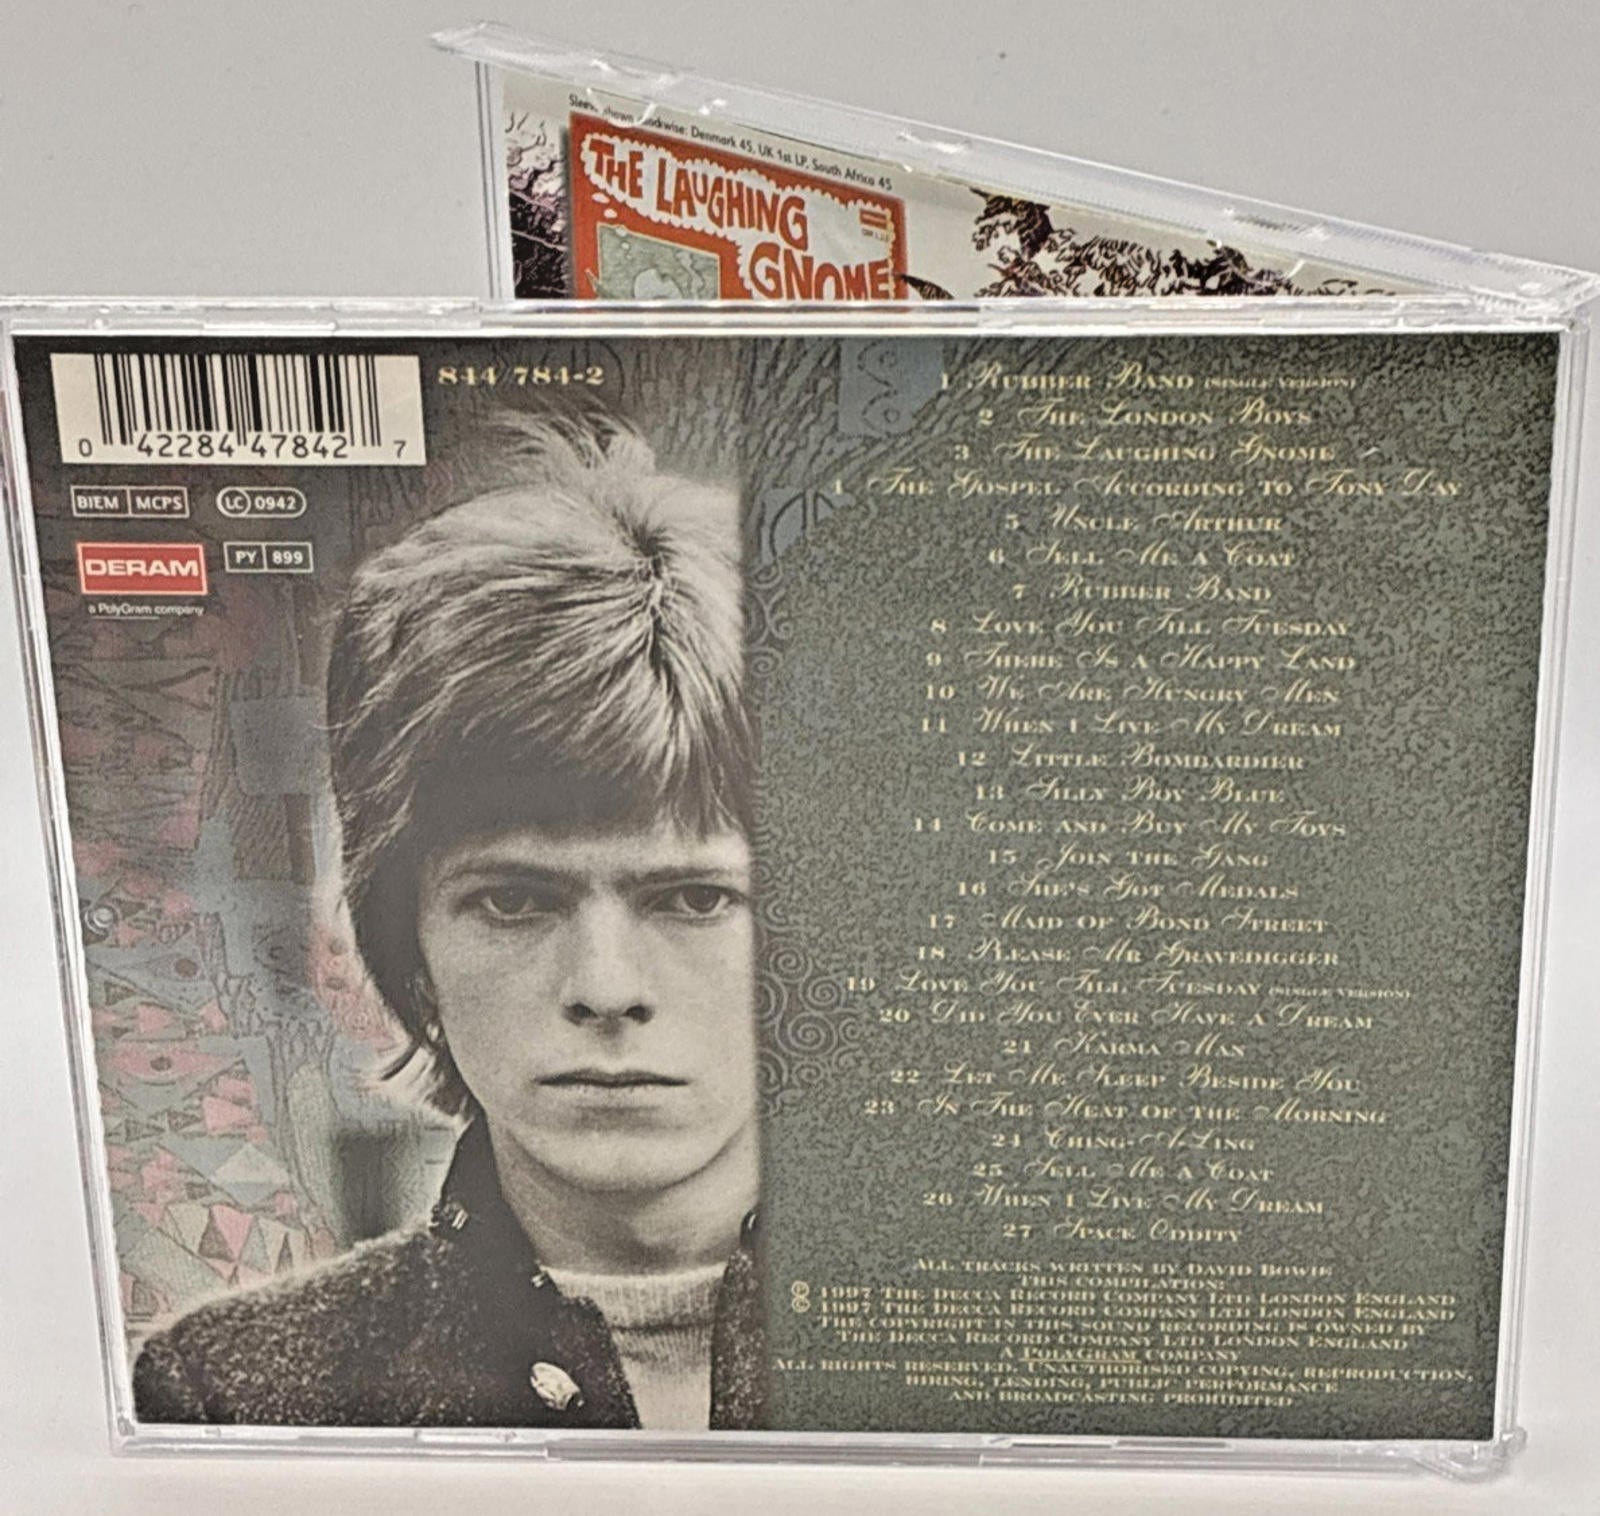 Sleeves shown clockwise: Denmark 45, UK 1st LP, South Africa 45
THE LAUGHING
GNOME
0 42284 47842 7
844 784-2
BIEM MCPS
LC 0942
DERAM
PY 899
a PolyGram company
1 RUBBER BAND (SINGLE VERSION)
2 THE LONDON BOYS
3 THE LAUGHING GNOME
4 THE GOSPEL ACCORDING TO TONY DAY
5 UNCLE ARTHUR
6 SELL ME A COAT
7 RUBBER BAND
8 LOVE YOU TILL TUESDAY
9 THERE IS A HAPPY LAND
10 WE ARE HUNGRY MEN
11 WHEN I LIVE MY DREAM
12 LITTLE BOMBARDIER
13 SILLY BOY BLUE
14 COME AND BUY MY TOYS
15 JOIN THE GANG
16 SHE'S GOT MEDALS
17 MAID OF BOND STREET
18 PLEASE MR GRAVEDIGGER
19 LOVE YOU TILL TUESDAY (SINGLE VERSION)
20 DID YOU EVER HAVE A DREAM
21 KARMA MAN
22 LET ME SLEEP BESIDE YOU
23 IN THE HEAT OF THE MORNING
24 CHING-A-LING
25 SELL ME A COAT
26 WHEN I LIVE MY DREAM
27 SPACE ODDITY
ALL TRACKS WRITTEN BY DAVID BOWIE
THIS COMPILATION:
℗ 1997 THE DECCA RECORD COMPANY LTD LONDON ENGLAND
© 1997 THE DECCA RECORD COMPANY LTD LONDON ENGLAND
THE COPYRIGHT IN THIS SOUND RECORDING IS OWNED BY
THE DECCA RECORD COMPANY LTD LONDON ENGLAND
A POLYGRAM COMPANY
ALL RIGHTS RESERVED. UNAUTHORISED COPYING, REPRODUCTION,
HIRING, LENDING, PUBLIC PERFORMANCE
AND BROADCASTING PROHIBITED